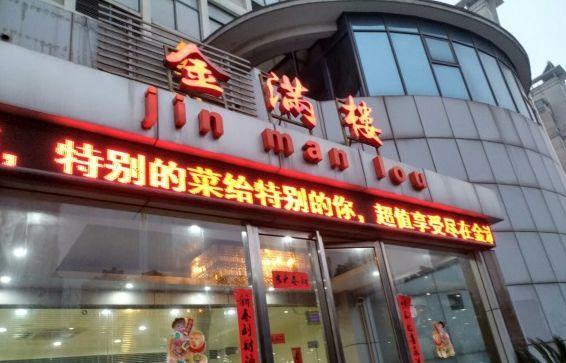 金满楼
jin man lou
，特别的菜给特别的你，超值享受尽在金满